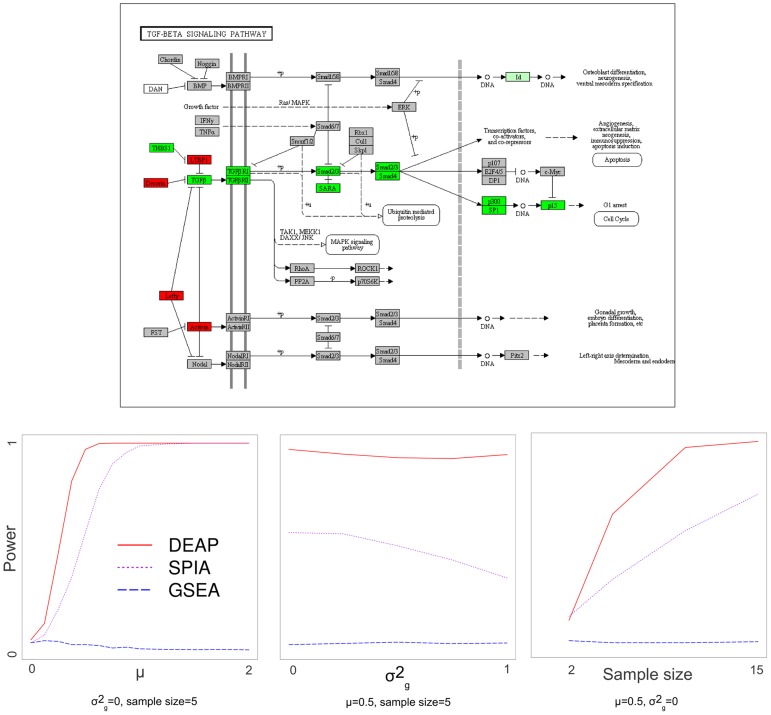 TGF-BETA SIGNALING PATHWAY
Chordin
Noggin
DAN
BMP
BMPRI
BMPRII
+p
Smad1/5/8
Smad1/5/8
Smad4
DNA
Id
DNA
Osteoblast differentiation,
neurogenesis,
ventral mesoderm specification
Growth factor
Ras/ MAPK
ERK
+p
+p
IFNγ
TNFα
Smad6/7
Smurf1/2
Rbx1
Cul1
Skp1
Transcription factors,
co-activators,
and co-repressors
Angiogenesis,
extracellular matrix
neogenesis,
immunosuppression,
apoptosis induction
Apoptosis
THBS1
LTBP1
Decorin
TGFβ
TGFβRI
TGFβRII
+p
Smad2/3
SARA
Smad2/3
Smad4
p107
E2F4/5
DP1
DNA
c-Myc
p300
SP1
DNA
p15
G1 arrest
Cell Cycle
+u
+u
Ubiquitin mediated
proteolysis
TAK1, MEKK1
DAXX/ JNK
MAPK signaling
pathway
RhoA
ROCK1
PP2A
-p
p70S6K
Lefty
FST
Activin
ActivinRI
ActivinRII
+p
Smad2/3
Smad2/3
Smad4
DNA
Gonadal growth,
embryo differentiation,
placenta formation, etc
Smad6/7
Nodal
NodalRI
NodalRII
+p
Smad2/3
Smad2/3
Smad4
DNA
Pitx2
Left-right axis determination
Mesoderm and endoderm
1
Power
0
DEAP
SPIA
GSEA
0
μ
2
σ²g=0, sample size=5
0
σ²g
1
μ=0.5, sample size=5
2
Sample size
15
μ=0.5, σ²g=0